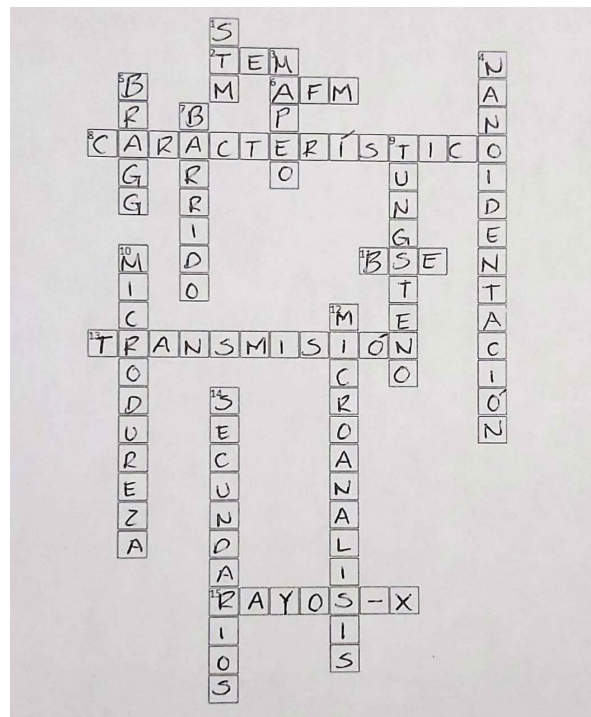 1 STM
2 TEM
3 MAPEO
4 NANOIDENTACIÓN
5 BRAGG
6 AFM
7 BARRIDO
8 CARACTERÍSTICO
9 TUNGSTENO
10 MICRODUREZA
11 BSE
12 MICROANALISIS
13 TRANSMISIÓN
14 SECUNDARIOS
15 RAYOS-X